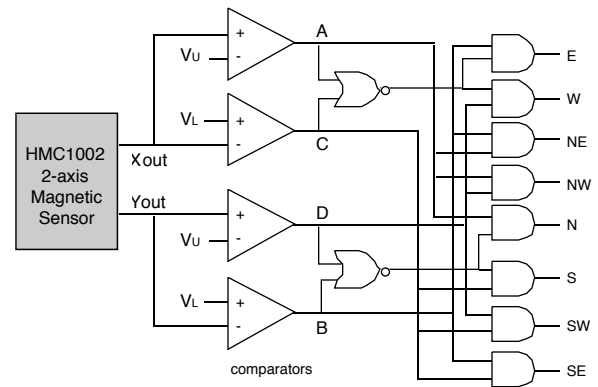 A
+
VU
-
E
W
VL
+
-
C
NE
HMC1002
2-axis
Magnetic
Sensor
Xout
NW
Yout
D
+
VU
-
N
S
VL
+
-
B
SW
comparators
SE